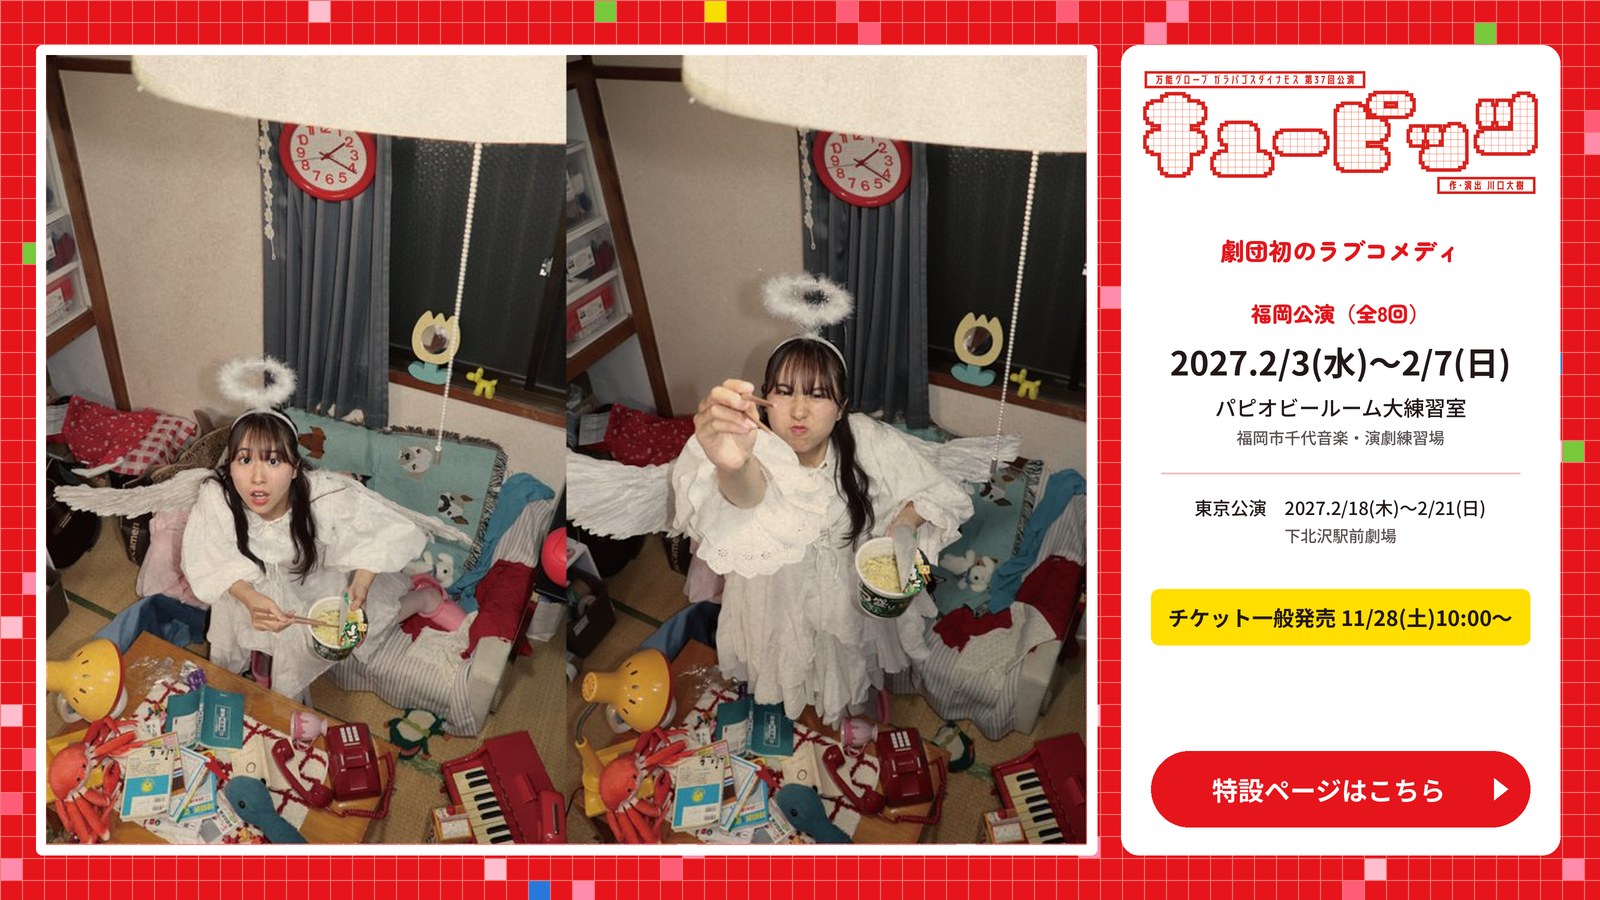 万能グローブ ガラパゴスダイナモス 第37回公演
キューピッツ
作・演出 川口大樹
劇団初のラブコメディ
福岡公演（全8回）
2027.2/3(水)〜2/7(日)
パピオビールーム大練習室
福岡市千代音楽・演劇練習場
東京公演　2027.2/18(木)〜2/21(日)
下北沢駅前劇場
チケット一般発売 11/28(土)10:00〜
特設ページはこちら